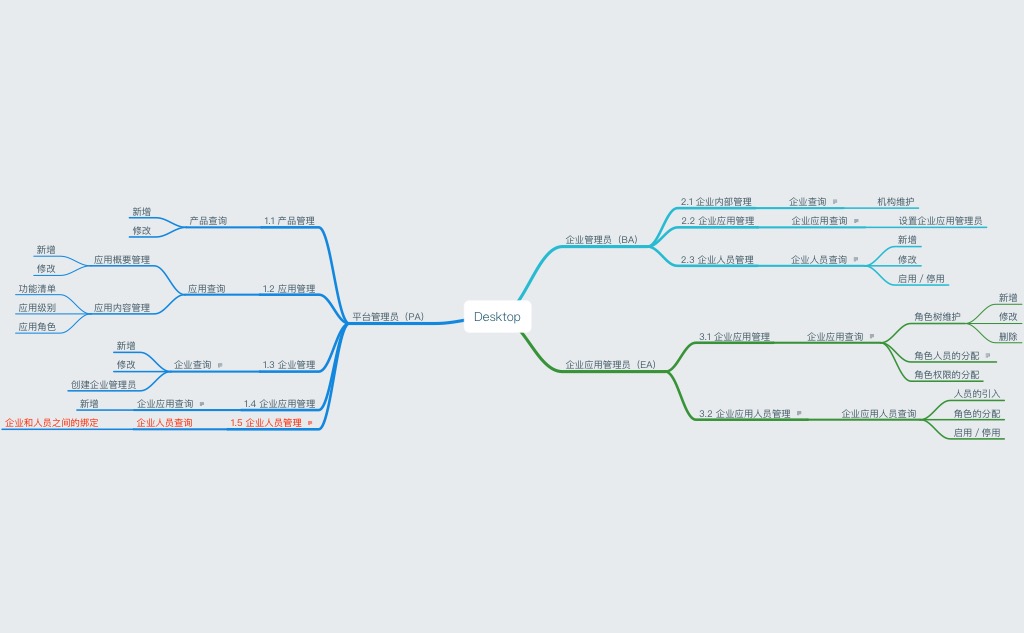 Desktop
平台管理员（PA）
1.1 产品管理
产品查询
新增
修改
1.2 应用管理
应用查询
应用概要管理
新增
修改
应用内容管理
功能清单
应用级别
应用角色
1.3 企业管理
企业查询
新增
修改
创建企业管理员
1.4 企业应用管理
企业应用查询
新增
1.5 企业人员管理
企业人员查询
企业和人员之间的绑定
企业管理员（BA）
2.1 企业内部管理
企业查询
机构维护
2.2 企业应用管理
企业应用查询
设置企业应用管理员
2.3 企业人员管理
企业人员查询
新增
修改
启用 / 停用
企业应用管理员（EA）
3.1 企业应用管理
企业应用查询
角色树维护
新增
修改
删除
角色人员的分配
角色权限的分配
3.2 企业应用人员管理
企业应用人员查询
人员的引入
角色的分配
启用 / 停用